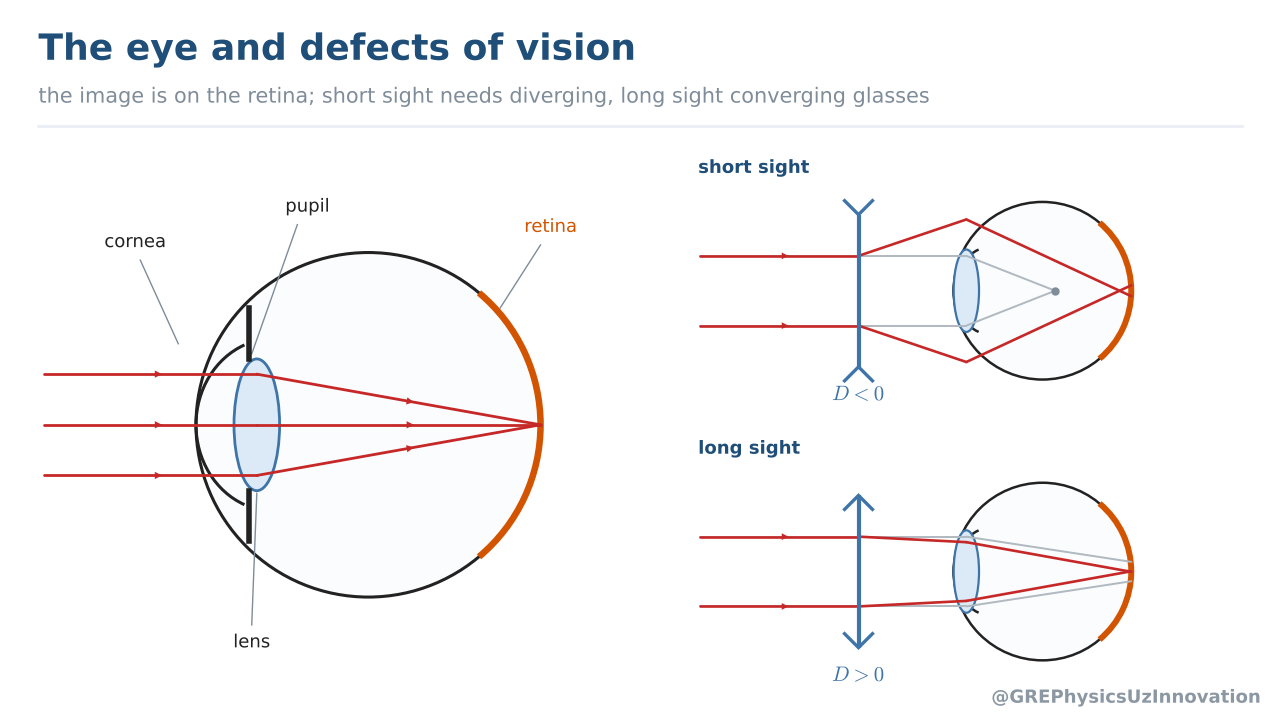 The eye and defects of vision
the image is on the retina; short sight needs diverging, long sight converging glasses
pupil
cornea
retina
lens
short sight
D < 0
long sight
D > 0
@GREPhysicsUzInnovation